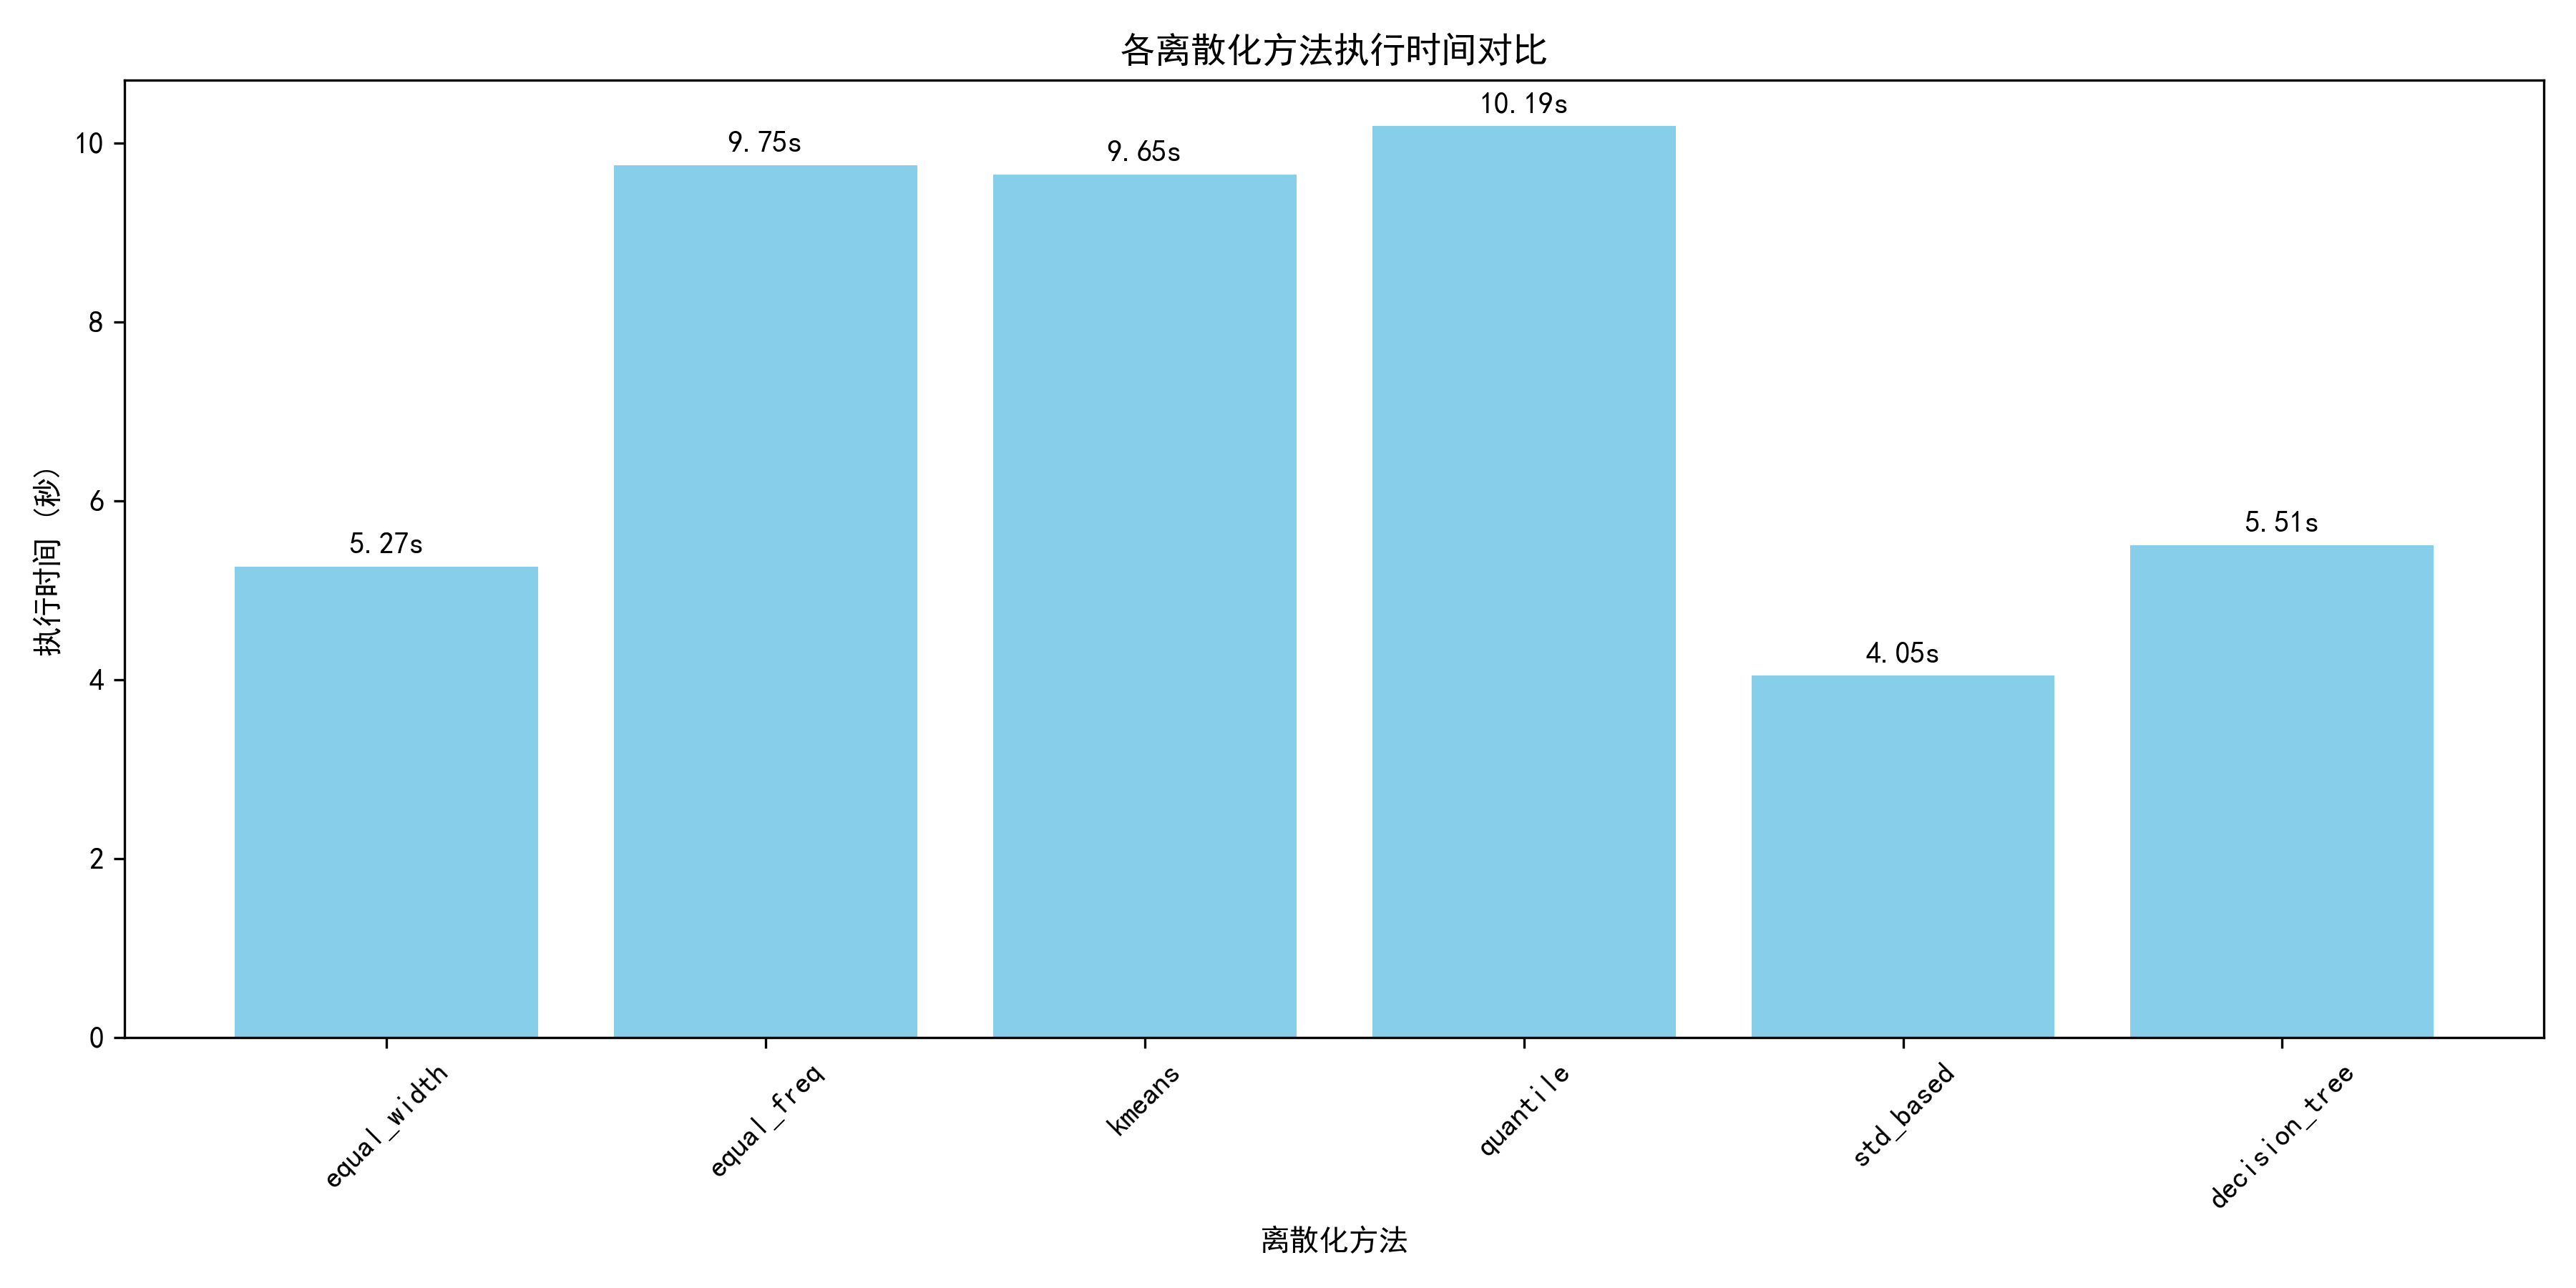 各离散化方法执行时间对比
执行时间 (秒)
10
8
6
4
2
0
5.27s
9.75s
9.65s
10.19s
4.05s
5.51s
equal_width
equal_freq
kmeans
quantile
std_based
decision_tree
离散化方法